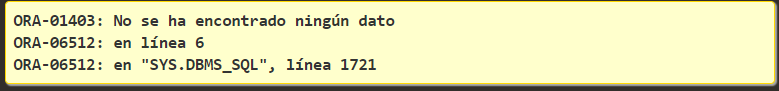 ORA-01403: No se ha encontrado ningún dato
ORA-06512: en línea 6
ORA-06512: en "SYS.DBMS_SQL", línea 1721